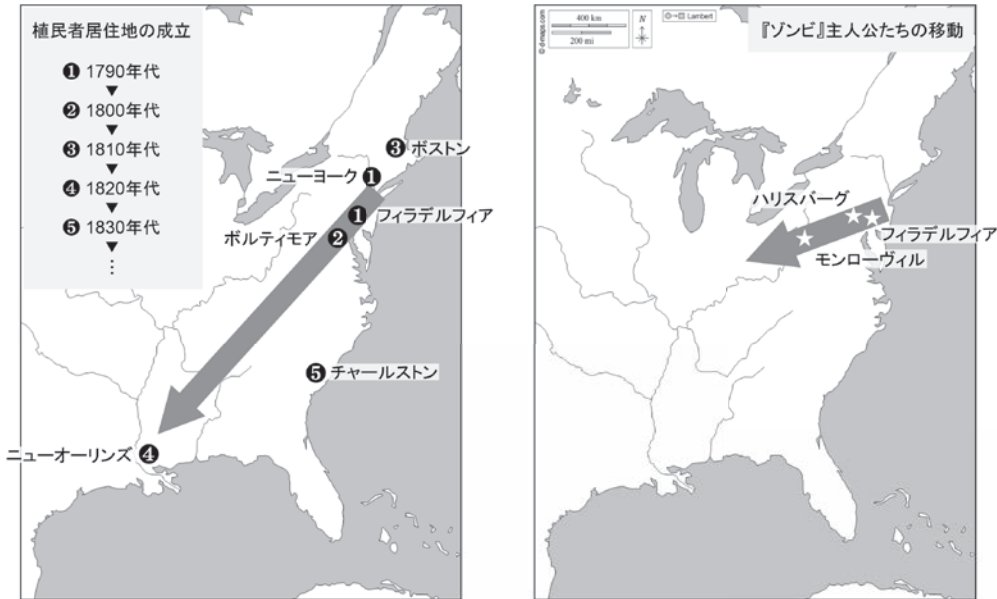 植民者居住地の成立
❶ 1790年代
▼
❷ 1800年代
▼
❸ 1810年代
▼
❹ 1820年代
▼
❺ 1830年代
▼
⋮
❸ ボストン
ニューヨーク ❶
❶ フィラデルフィア
ボルティモア ❷
❺ チャールストン
ニューオーリンズ ❹
© d-maps.com
400 km
200 mi
N
Lambert
『ゾンビ』主人公たちの移動
ハリスバーグ
フィラデルフィア
モンローヴィル